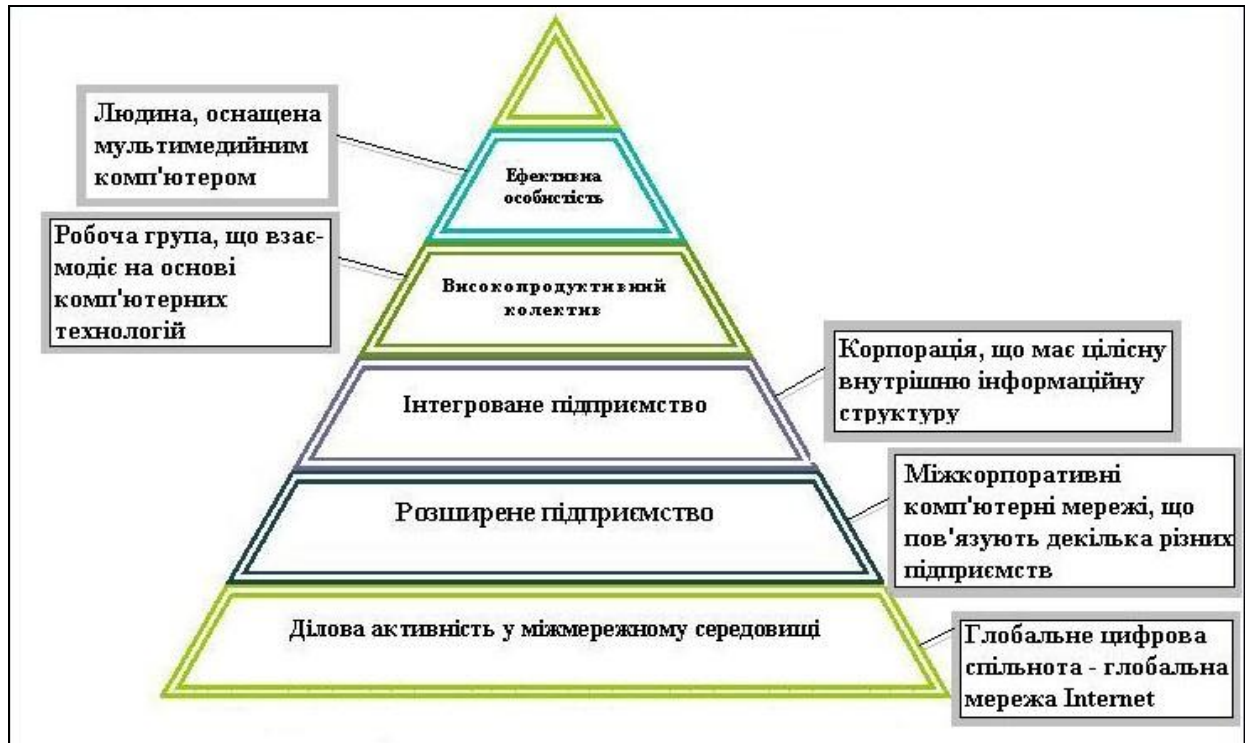 Людина, оснащена
мультимедийним
комп'ютером
Ефективна
особистість
Робоча група, що взає-
модіє на основі
комп'ютерних
технологій
Високопродуктивний
колектив
Корпорація, що має цілісну
внутрішню інформаційну
структуру
Інтегроване підприємство
Міжкорпоративні
комп'ютерні мережі, що
пов'язують декілька різних
підприємств
Розширене підприємство
Ділова активність у міжмережному середовищі
Глобальне цифрова
спільнота - глобальна
мережа Internet